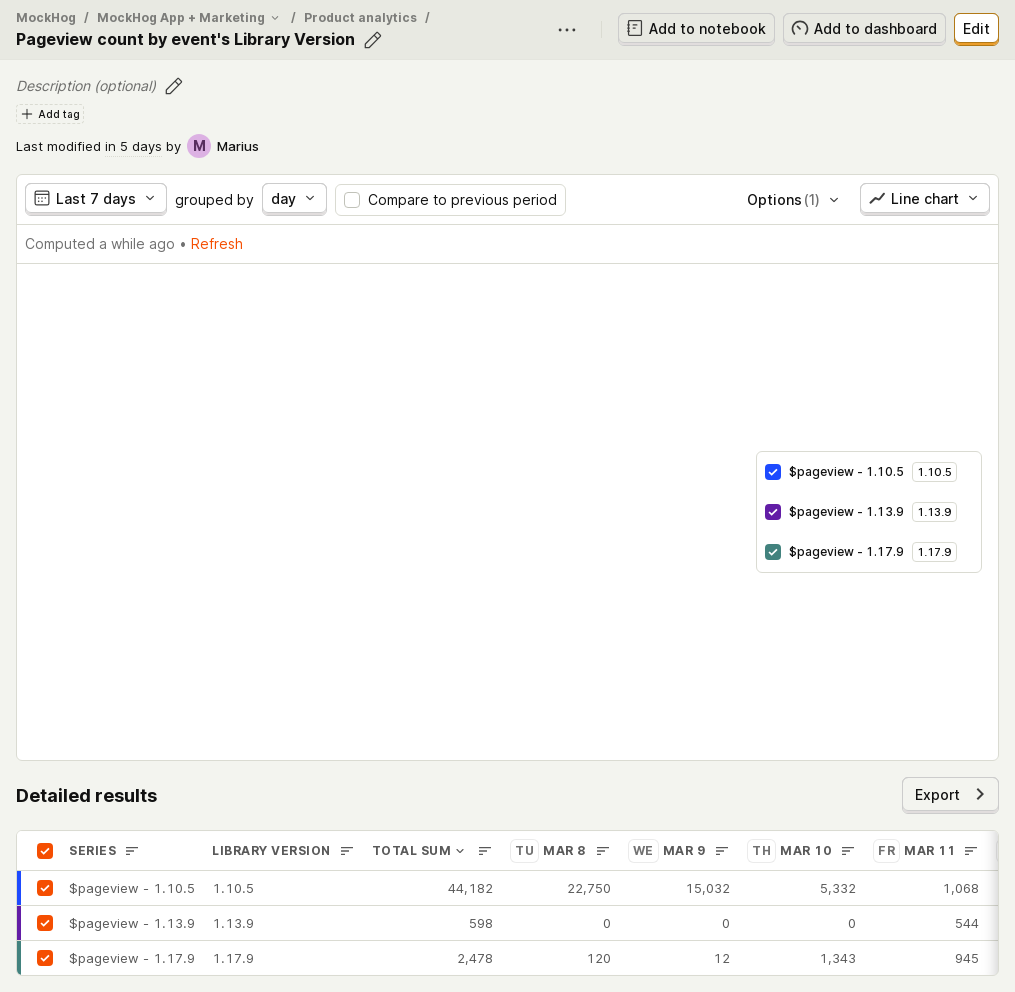 MockHog / MockHog App + Marketing / Product analytics /
Pageview count by event's Library Version
Add to notebook
Add to dashboard
Edit
Description (optional)
Add tag
Last modified in 5 days by M Marius
Last 7 days grouped by day Compare to previous period Options (1) Line chart
Computed a while ago • Refresh
$pageview - 1.10.5 1.10.5
$pageview - 1.13.9 1.13.9
$pageview - 1.17.9 1.17.9
Detailed results
Export
SERIES LIBRARY VERSION TOTAL SUM TU MAR 8 WE MAR 9 TH MAR 10 FR MAR 11
$pageview - 1.10.5 1.10.5 44,182 22,750 15,032 5,332 1,068
$pageview - 1.13.9 1.13.9 598 0 0 0 544
$pageview - 1.17.9 1.17.9 2,478 120 12 1,343 945